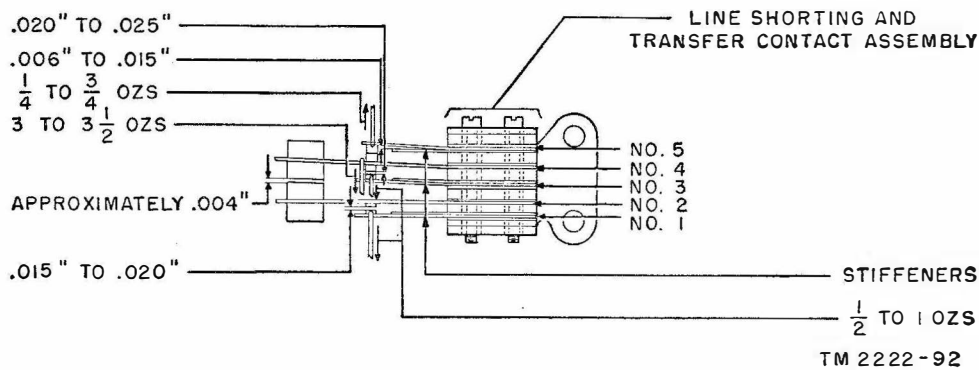 .020" TO .025"
.006" TO .015"
1/4 TO 3/4 OZS
3 TO 3 1/2 OZS
APPROXIMATELY .004"
.015" TO .020"
LINE SHORTING AND
TRANSFER CONTACT ASSEMBLY
NO. 5
NO. 4
NO. 3
NO. 2
NO. 1
STIFFENERS
1/2 TO 1 OZS
TM 2222-92